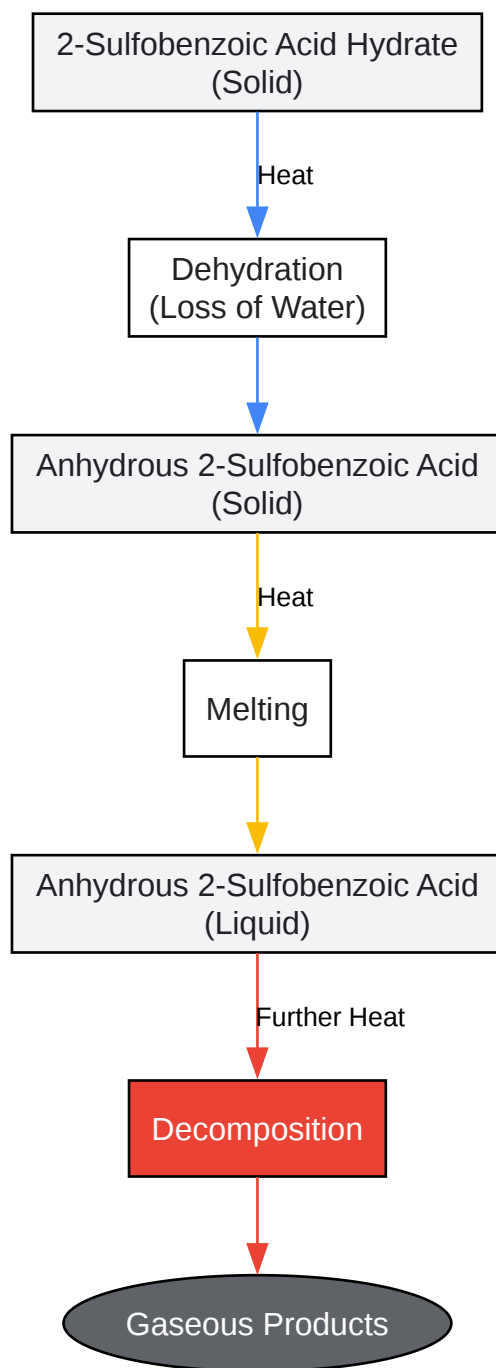 2-Sulfobenzoic Acid Hydrate
(Solid)
Heat
Dehydration
(Loss of Water)
Anhydrous 2-Sulfobenzoic Acid
(Solid)
Heat
Melting
Anhydrous 2-Sulfobenzoic Acid
(Liquid)
Further Heat
Decomposition
Gaseous Products